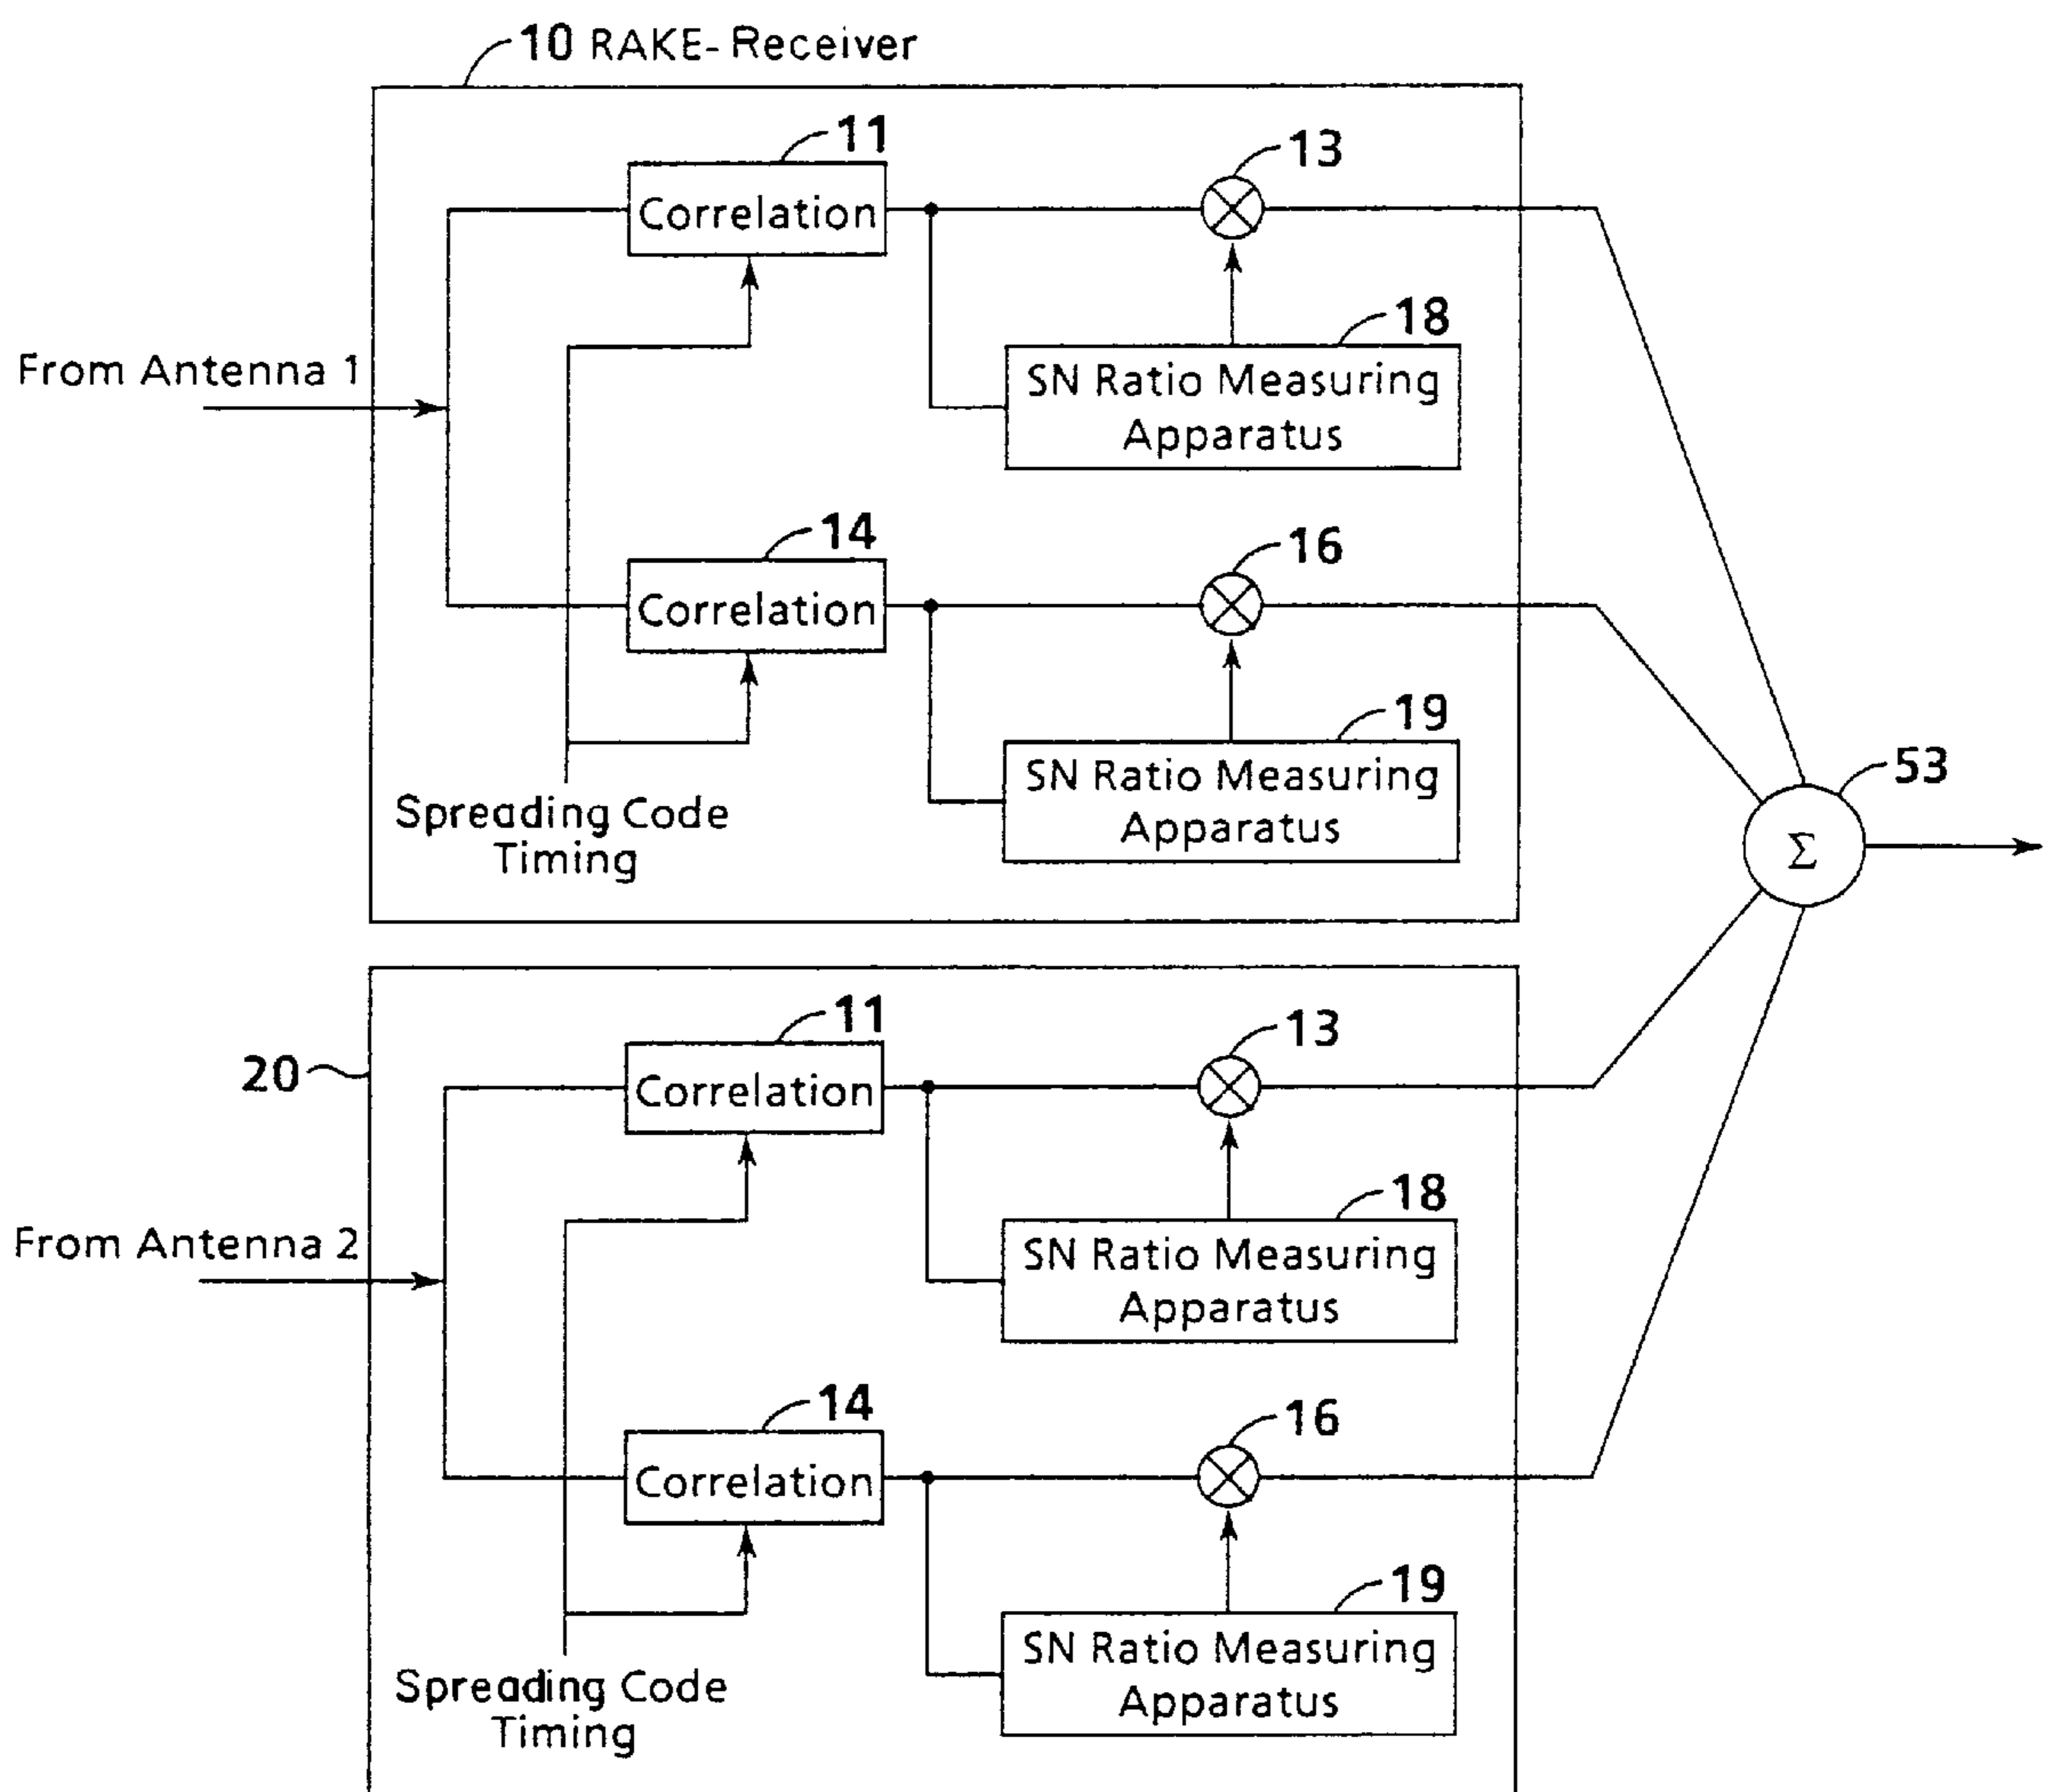 10 RAKE- Receiver
11
13
Correlation
18
From Antenna 1
SN Ratio Measuring
Apparatus
14
16
Correlation
19
SN Ratio Measuring
Apparatus
53
Spreading Code
Timing
Σ
11
13
20
Correlation
18
From Antenna 2
SN Ratio Measuring
Apparatus
14
16
Correlation
19
SN Ratio Measuring
Apparatus
Spreading Code
Timing